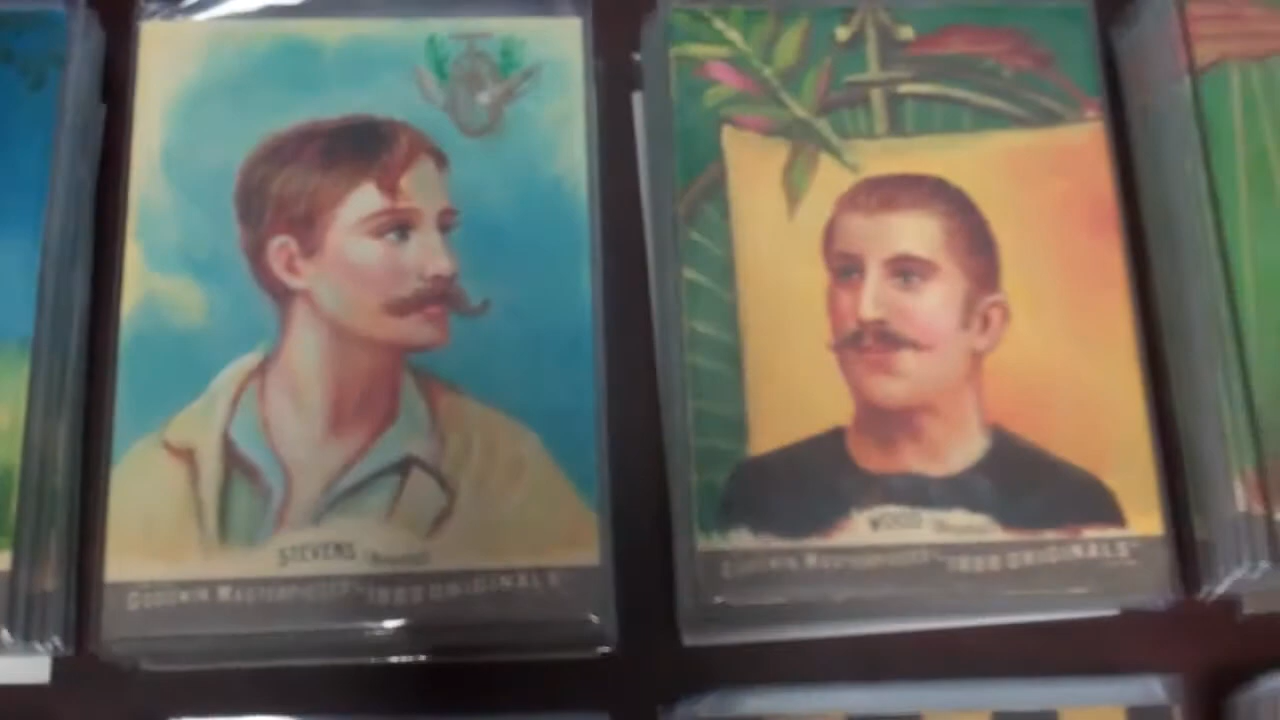 STEVENS
GOODWIN MASTERPIECES "1888 ORIGINALS"
WOOD
GOODWIN MASTERPIECES "1888 ORIGINALS"